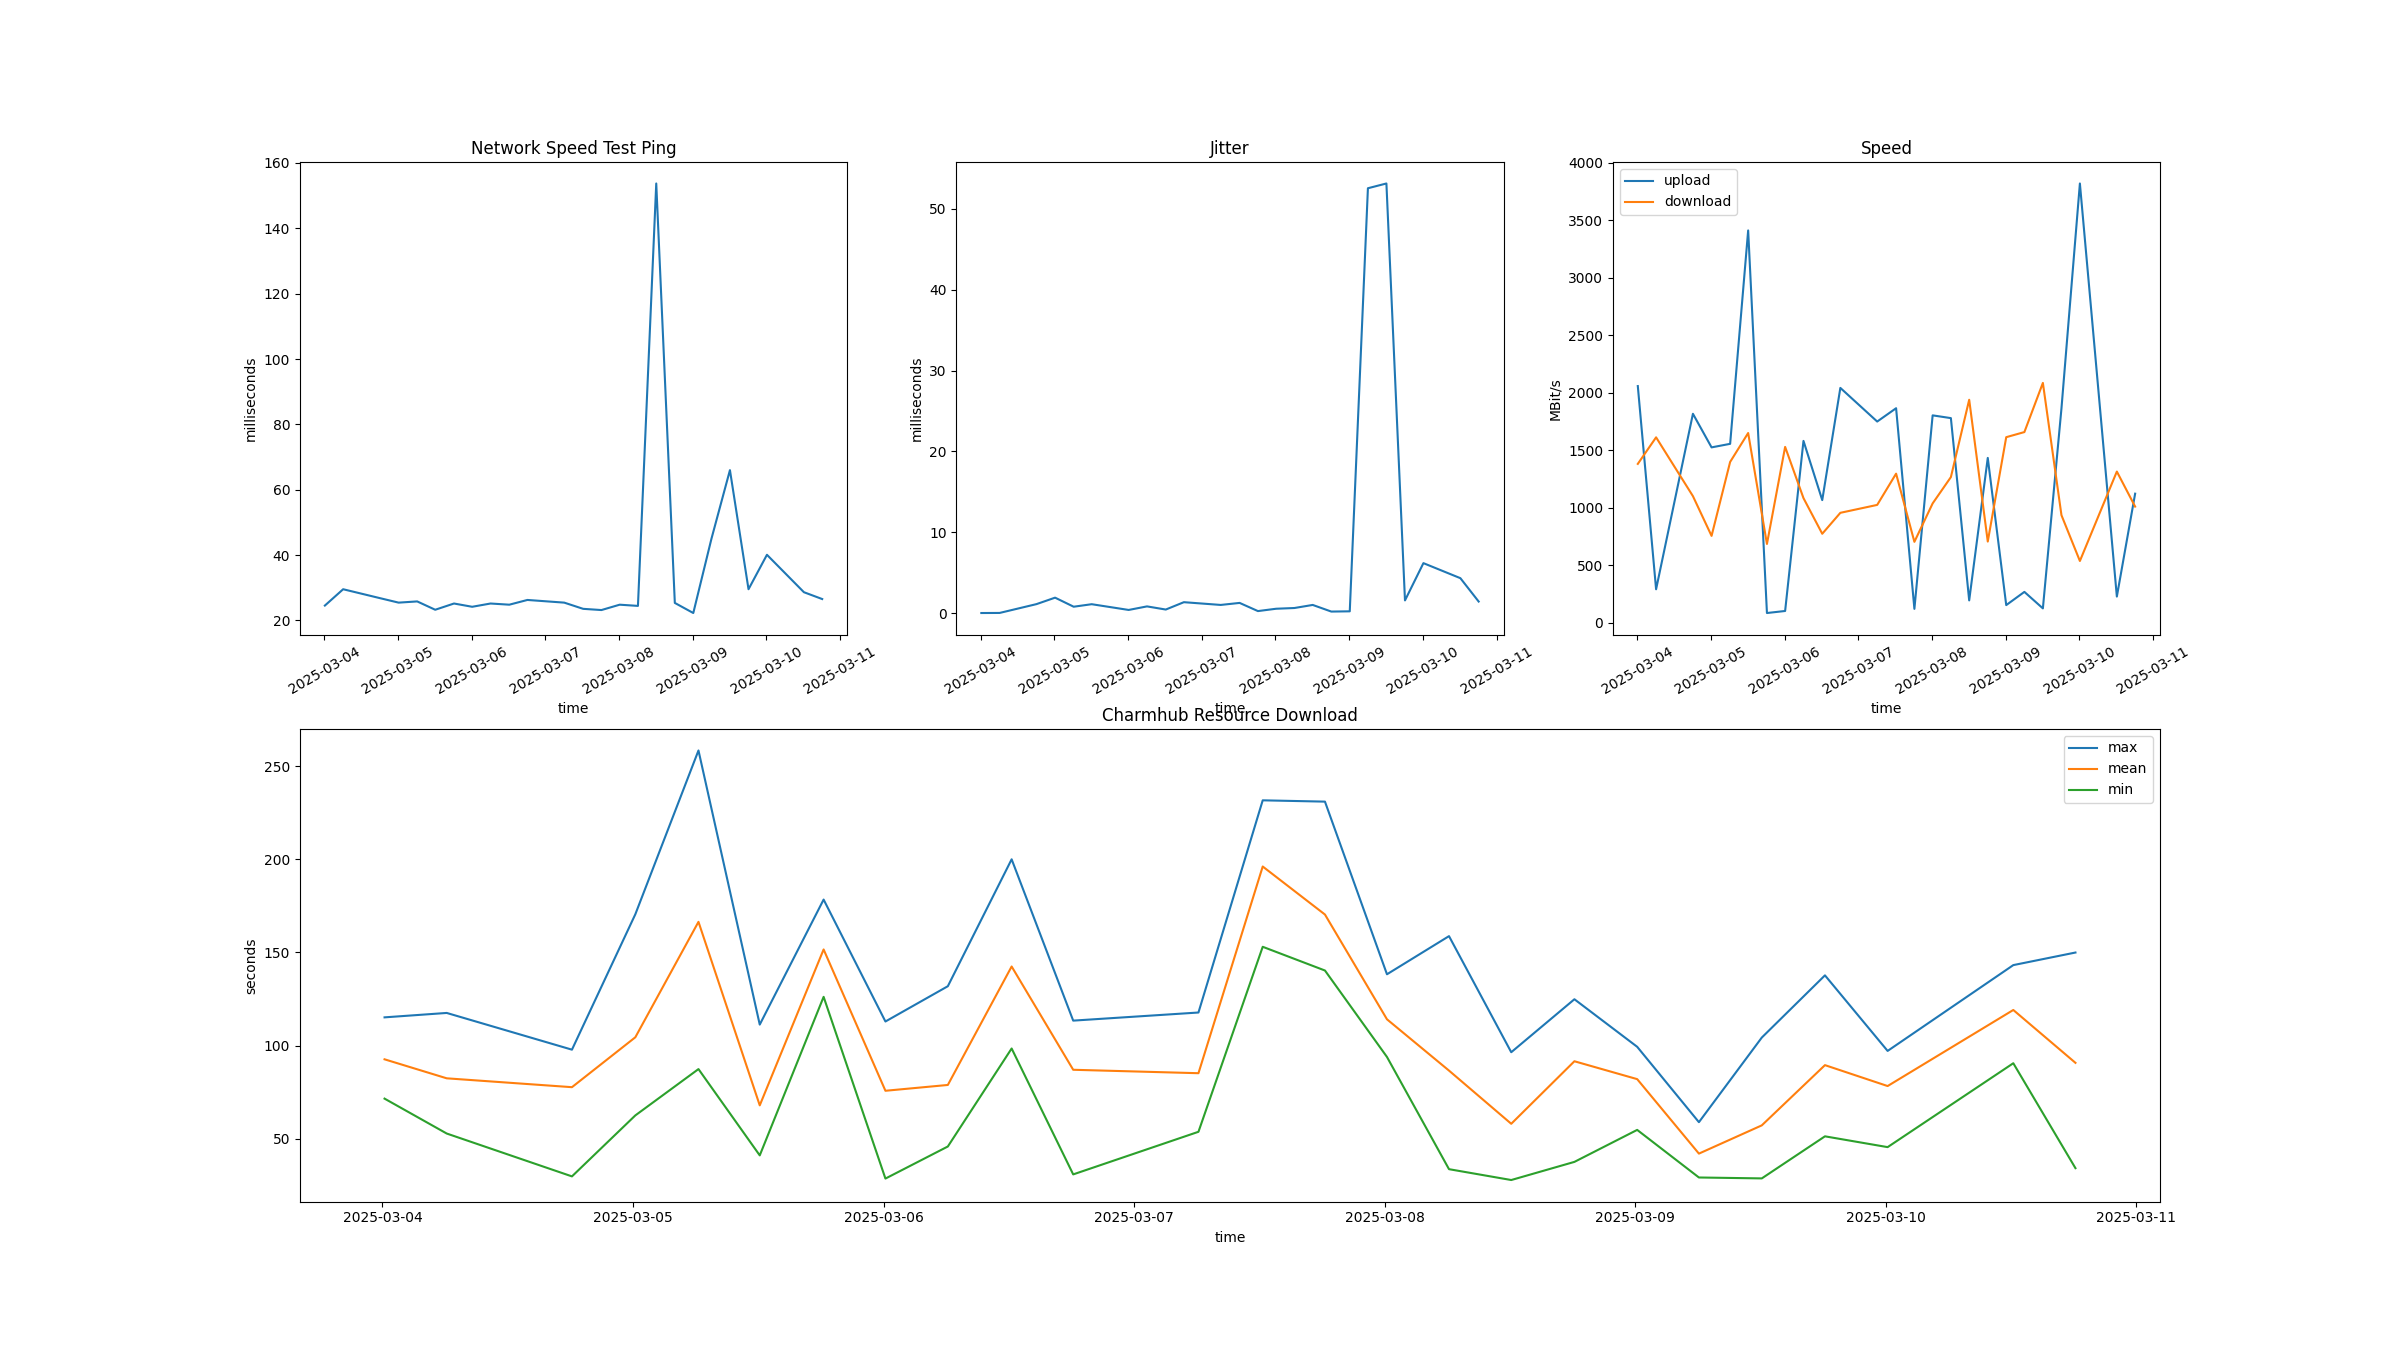 Network Speed Test Ping
160
140
120
100
80
60
40
20
milliseconds
2025-03-04 2025-03-05 2025-03-06 2025-03-07 2025-03-08 2025-03-09 2025-03-10 2025-03-11
time
Jitter
50
40
30
20
10
0
milliseconds
2025-03-04 2025-03-05 2025-03-06 2025-03-07 2025-03-08 2025-03-09 2025-03-10 2025-03-11
time
Speed
upload
download
4000
3500
3000
2500
2000
1500
1000
500
0
MBit/s
2025-03-04 2025-03-05 2025-03-06 2025-03-07 2025-03-08 2025-03-09 2025-03-10 2025-03-11
time
Charmhub Resource Download
max
mean
min
250
200
150
100
50
seconds
2025-03-04 2025-03-05 2025-03-06 2025-03-07 2025-03-08 2025-03-09 2025-03-10 2025-03-11
time